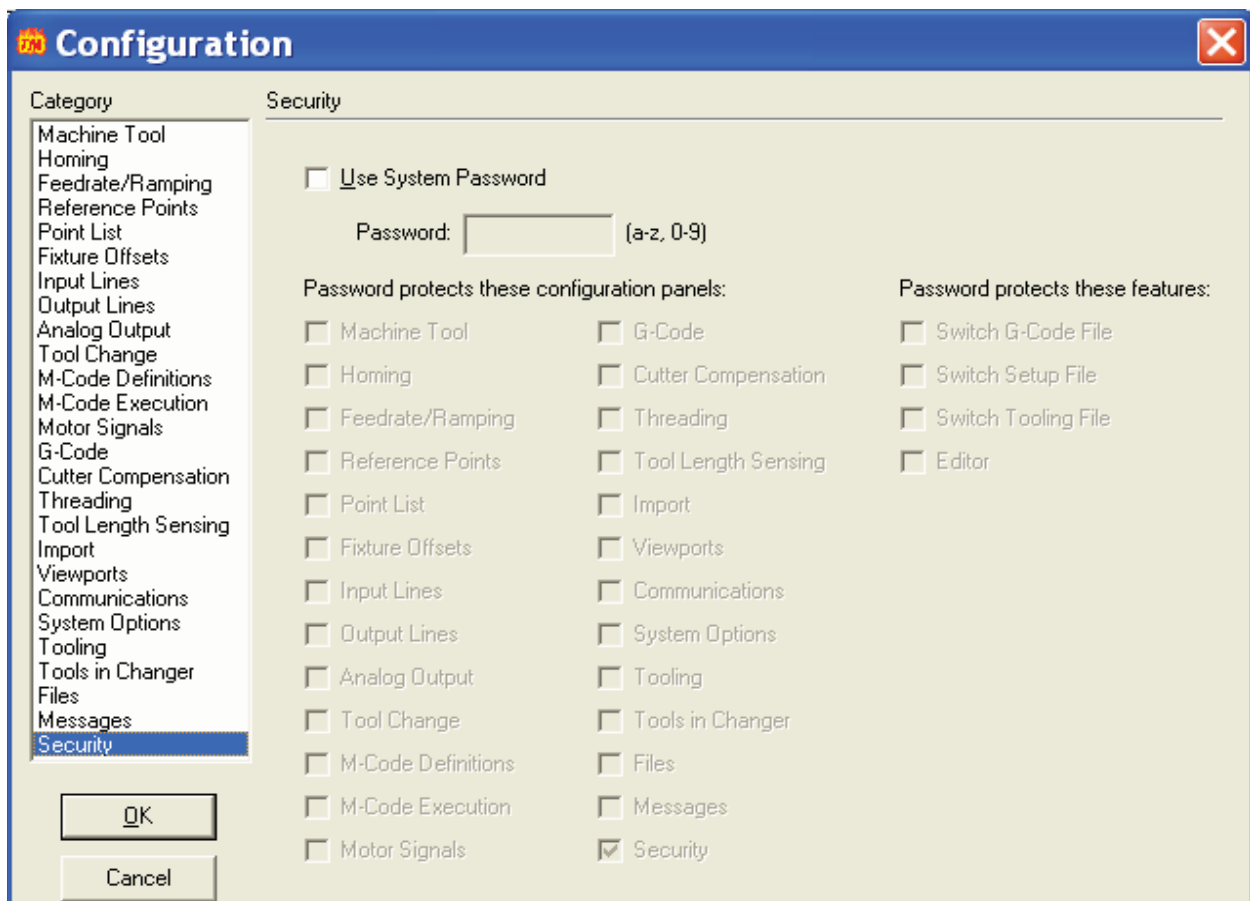 Configuration
Category
Machine Tool
Homing
Feedrate/Ramping
Reference Points
Point List
Fixture Offsets
Input Lines
Output Lines
Analog Output
Tool Change
M-Code Definitions
M-Code Execution
Motor Signals
G-Code
Cutter Compensation
Threading
Tool Length Sensing
Import
Viewports
Communications
System Options
Tooling
Tools in Changer
Files
Messages
Security
OK
Cancel
Security
Use System Password
Password: (a-z, 0-9)
Password protects these configuration panels:
Machine Tool
Homing
Feedrate/Ramping
Reference Points
Point List
Fixture Offsets
Input Lines
Output Lines
Analog Output
Tool Change
M-Code Definitions
M-Code Execution
Motor Signals
G-Code
Cutter Compensation
Threading
Tool Length Sensing
Import
Viewports
Communications
System Options
Tooling
Tools in Changer
Files
Messages
Security
Password protects these features:
Switch G-Code File
Switch Setup File
Switch Tooling File
Editor